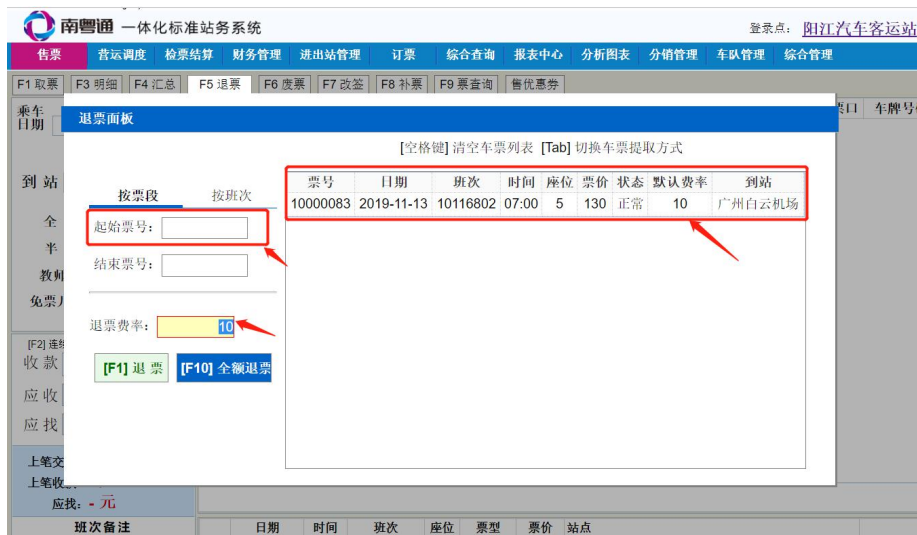 南粤通 一体化标准站务系统
登录点: 阳江汽车客运站
售票 营运调度 检票结算 财务管理 进出站管理 订票 综合查询 报表中心 分析图表 分销管理 车队管理 综合管理
F1 取票 F3 明细 F4 汇总 F5 退票 F6 废票 F7 改签 F8 补票 F9 票查询 售优惠券
乘车
日期
票口 车牌号
退票面板
[空格键] 清空车票列表 [Tab] 切换车票提取方式
到 站
按票段 按班次
票号 日期 班次 时间 座位 票价 状态 默认费率 到站
10000083 2019-11-13 10116802 07:00 5 130 正常 10 广州白云机场
全
起始票号:
半
结束票号:
教师
免票
退票费率: 10
[F2]
收 款
[F1] 退 票 [F10] 全额退票
应 收
应 找
上笔交
上笔收
应找: - 元
班次备注 日期 时间 班次 座位 票型 票价 站点